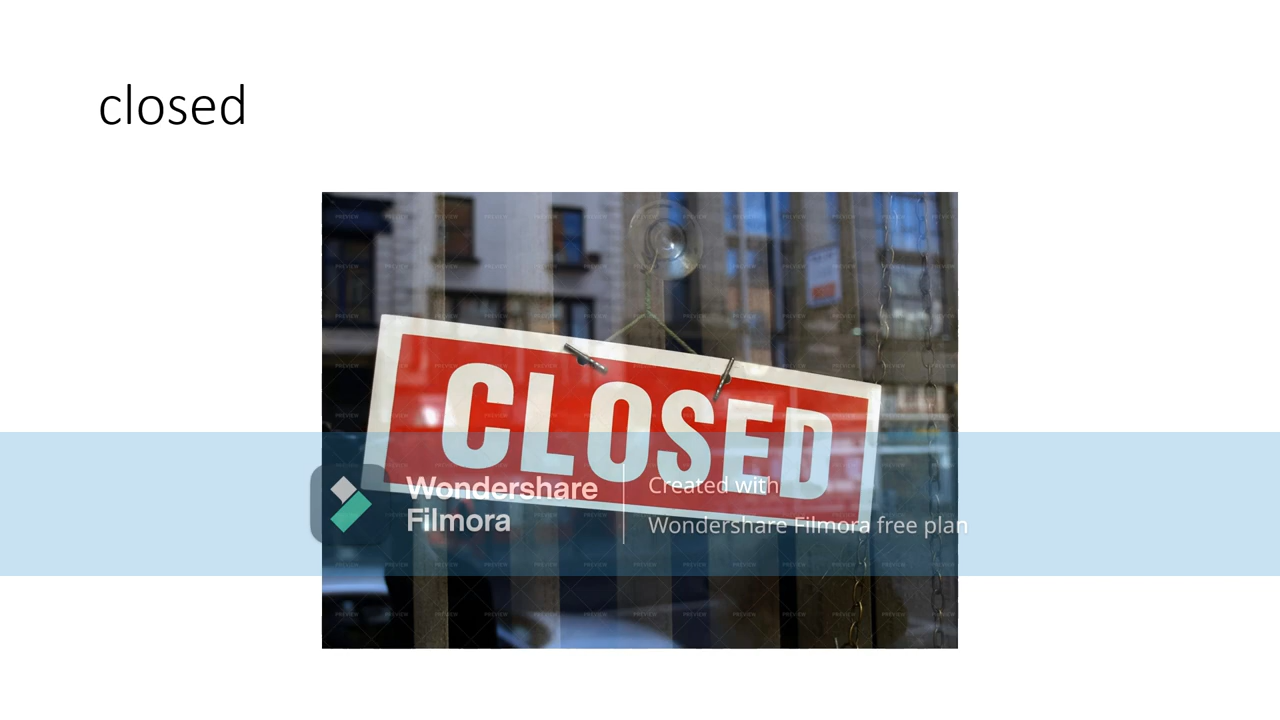 closed
CLOSED
Wondershare
Filmora
Created with
Wondershare Filmora free plan